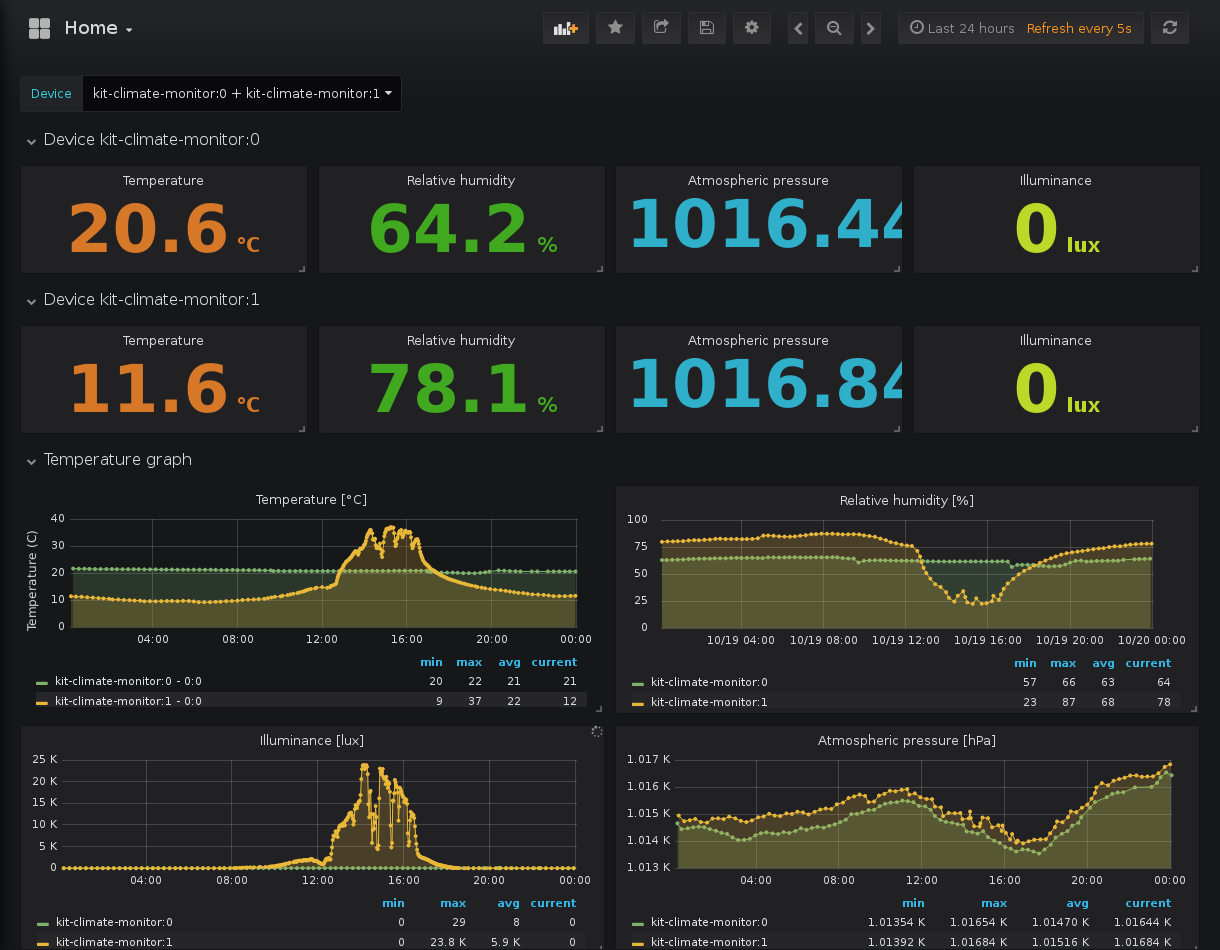 Home
Last 24 hours Refresh every 5s
Device kit-climate-monitor:0 + kit-climate-monitor:1
Device kit-climate-monitor:0
Temperature Relative humidity Atmospheric pressure Illuminance
20.6 °C 64.2 % 1016.44 0 lux
Device kit-climate-monitor:1
Temperature Relative humidity Atmospheric pressure Illuminance
11.6 °C 78.1 % 1016.84 0 lux
Temperature graph
Temperature [°C]
Temperature (C)
40
30
20
10
0
04:00 08:00 12:00 16:00 20:00 00:00
min max avg current
kit-climate-monitor:0 - 0:0 20 22 21 21
kit-climate-monitor:1 - 0:0 9 37 22 12
Relative humidity [%]
100
75
50
25
0
10/19 04:00 10/19 08:00 10/19 12:00 10/19 16:00 10/19 20:00 10/20 00:00
min max avg current
kit-climate-monitor:0 57 66 63 64
kit-climate-monitor:1 23 87 68 78
Illuminance [lux]
25 K
20 K
15 K
10 K
5 K
0
04:00 08:00 12:00 16:00 20:00 00:00
min max avg current
kit-climate-monitor:0 0 29 8 0
kit-climate-monitor:1 0 23.8 K 5.9 K 0
Atmospheric pressure [hPa]
1.017 K
1.016 K
1.015 K
1.014 K
1.013 K
04:00 08:00 12:00 16:00 20:00 00:00
min max avg current
kit-climate-monitor:0 1.01354 K 1.01654 K 1.01470 K 1.01644 K
kit-climate-monitor:1 1.01392 K 1.01684 K 1.01516 K 1.01684 K